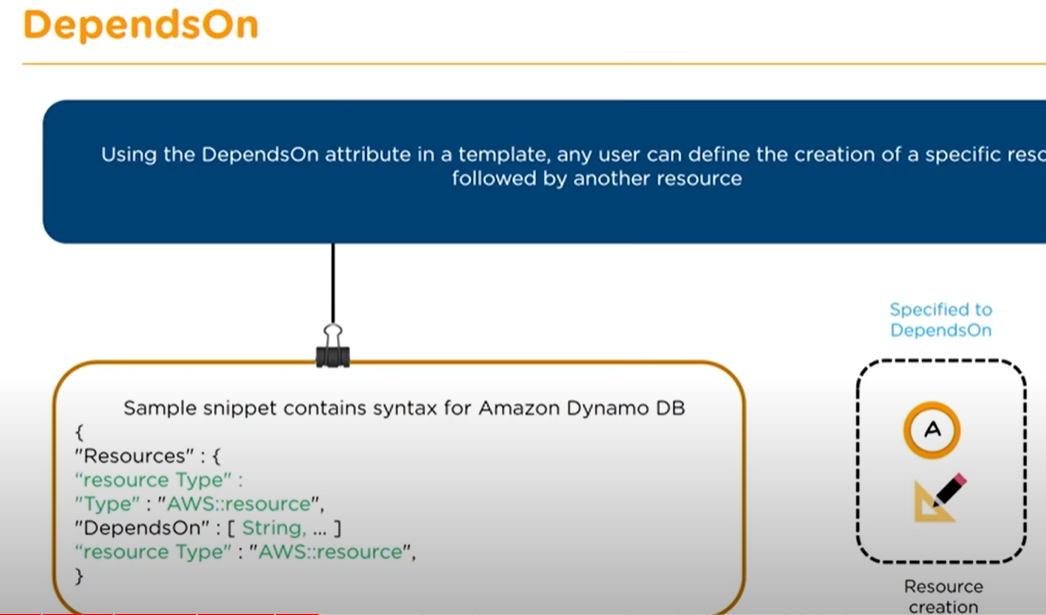 DependsOn
Using the DependsOn attribute in a template, any user can define the creation of a specific
followed by another resource
Specified to
DependsOn
Sample snippet contains syntax for Amazon Dynamo DB
{
"Resources" : {
“resource Type" :
"Type" : "AWS::resource",
"DependsOn" : [ String, ... ]
“resource Type" : "AWS::resource",
}
A
Resource
creation